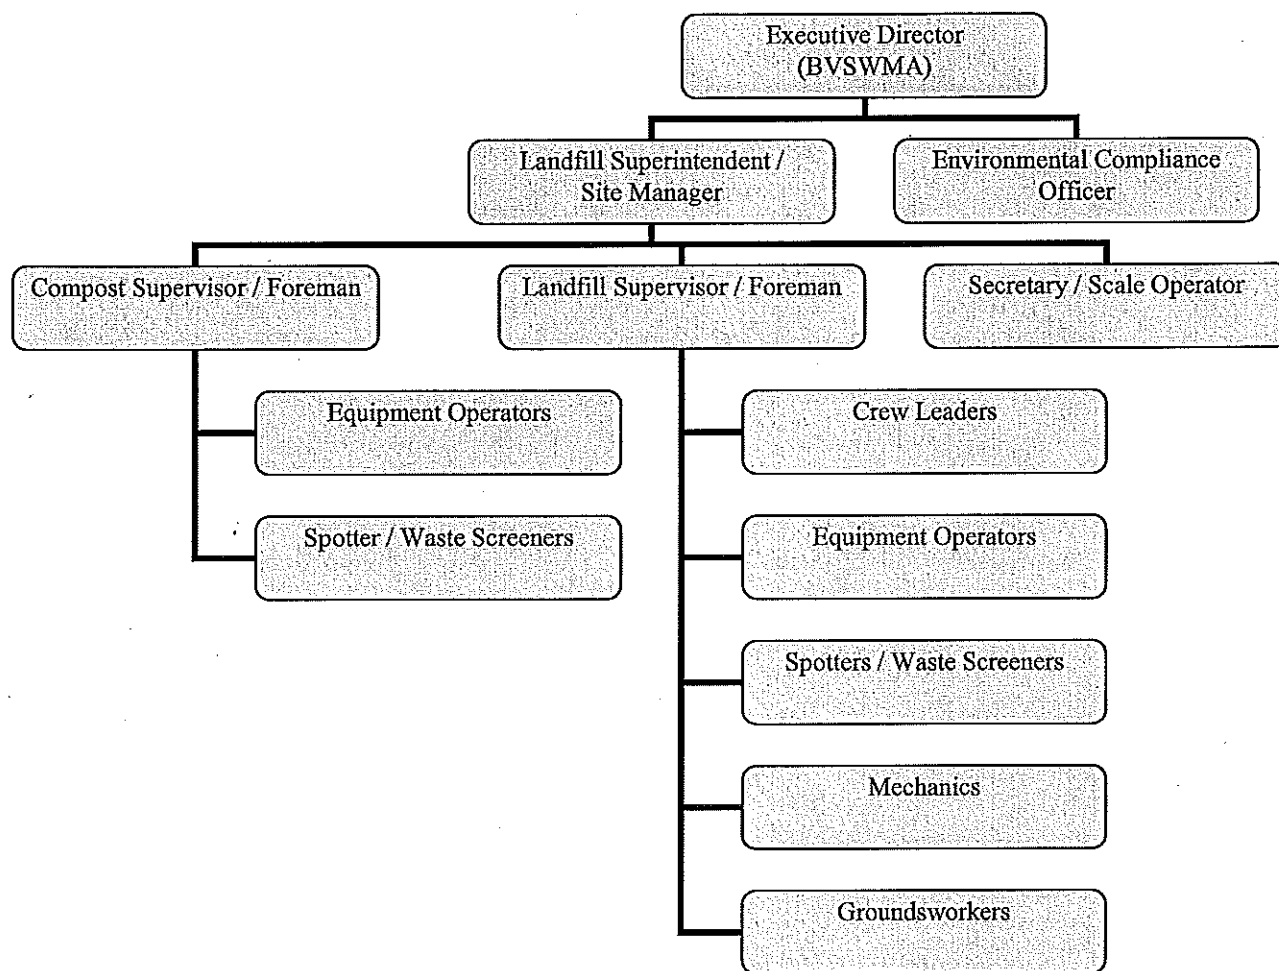 Executive Director
(BVSWMA)
Landfill Superintendent /
Site Manager
Environmental Compliance
Officer
Compost Supervisor / Foreman
Landfill Supervisor / Foreman
Secretary / Scale Operator
Equipment Operators
Spotter / Waste Screeners
Crew Leaders
Equipment Operators
Spotters / Waste Screeners
Mechanics
Groundsworkers